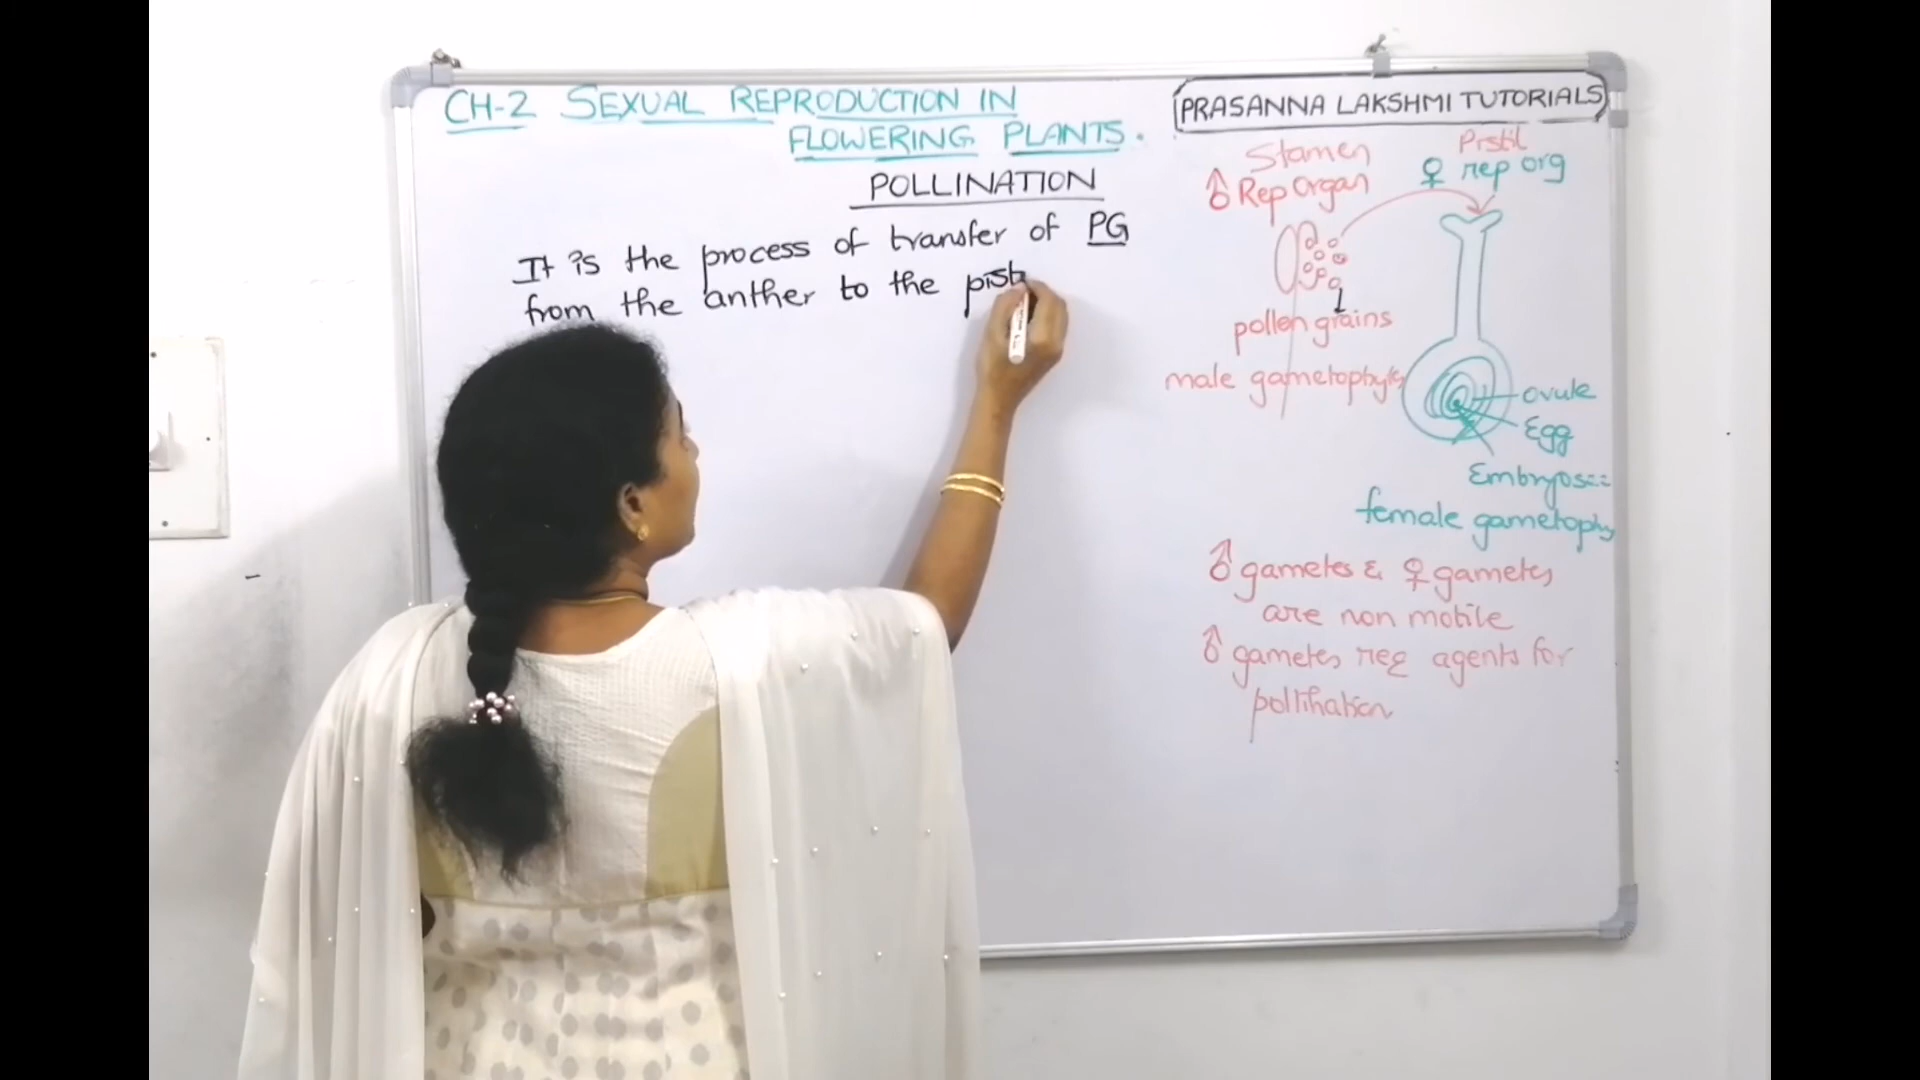 CH-2 SEXUAL REPRODUCTION IN
FLOWERING PLANTS.
POLLINATION
It is the process of transfer of PG
from the anther to the pist
PRASANNA LAKSHMI TUTORIALS
Stamen
♂ Rep Organ
Pistil
♀ rep org
pollen grains
male gametophytes
ovule
Egg
Embryosac
female gametophy
♂ gametes & ♀ gametes
are non motile
♂ gametes req agents for
pollination